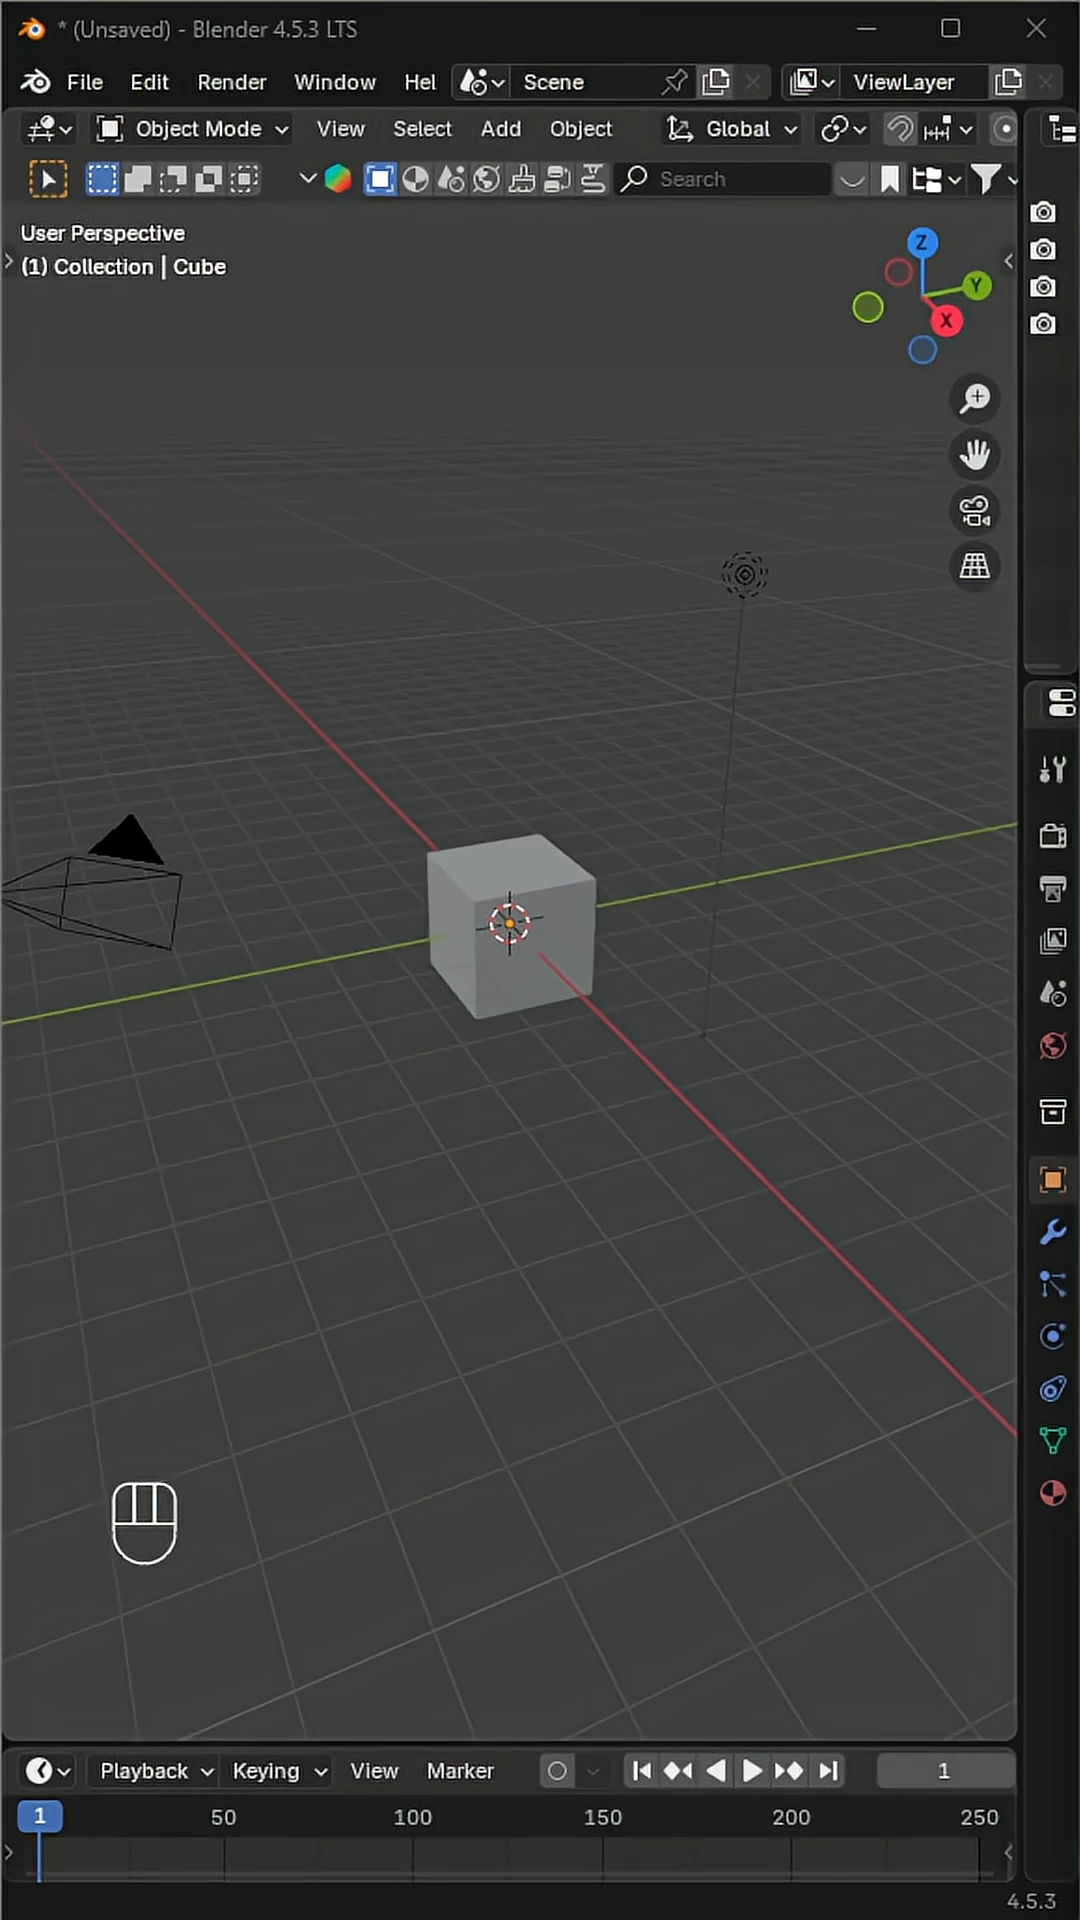 * (Unsaved) - Blender 4.5.3 LTS
File Edit Render Window Hel Scene ViewLayer
Object Mode View Select Add Object Global
Search
User Perspective
(1) Collection | Cube
Z
Y
X
Playback Keying View Marker 1
1 50 100 150 200 250
4.5.3